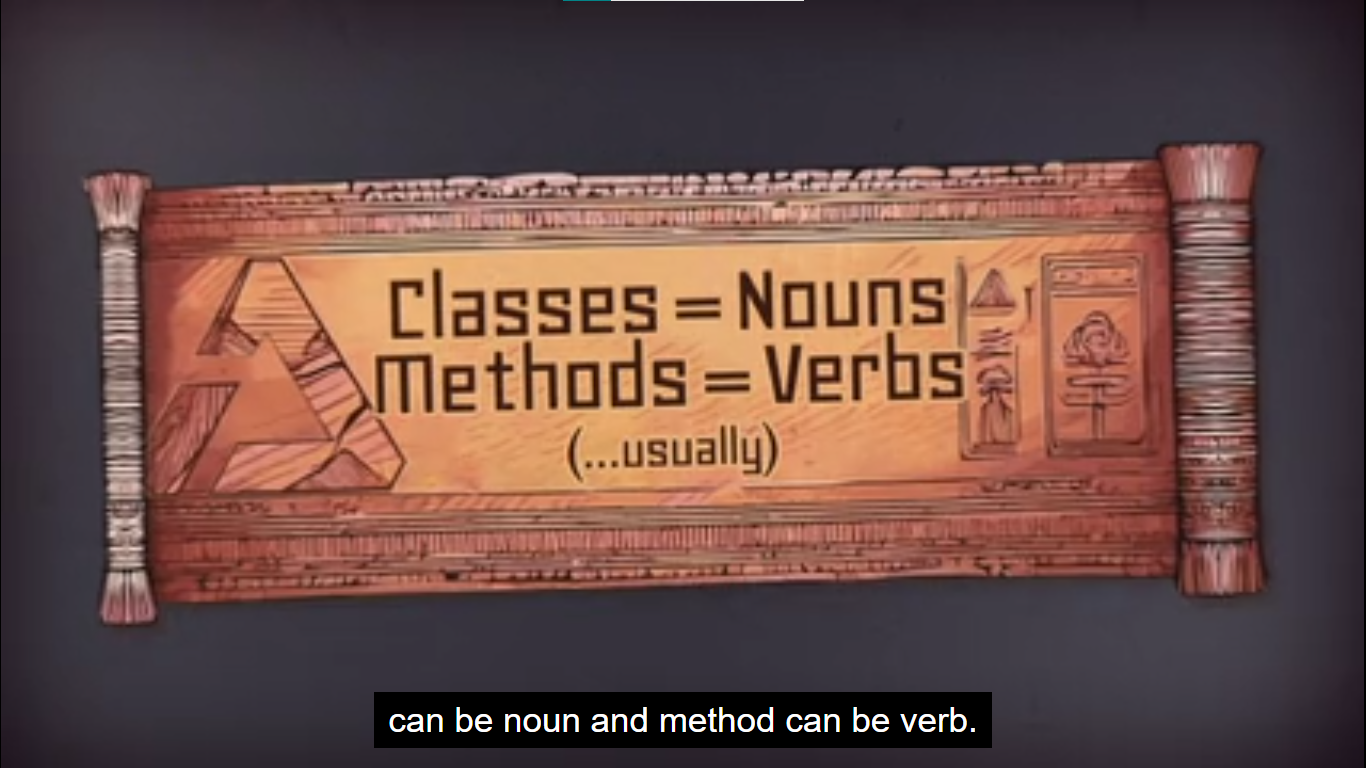 Classes = Nouns
Methods = Verbs
(...usually)
can be noun and method can be verb.